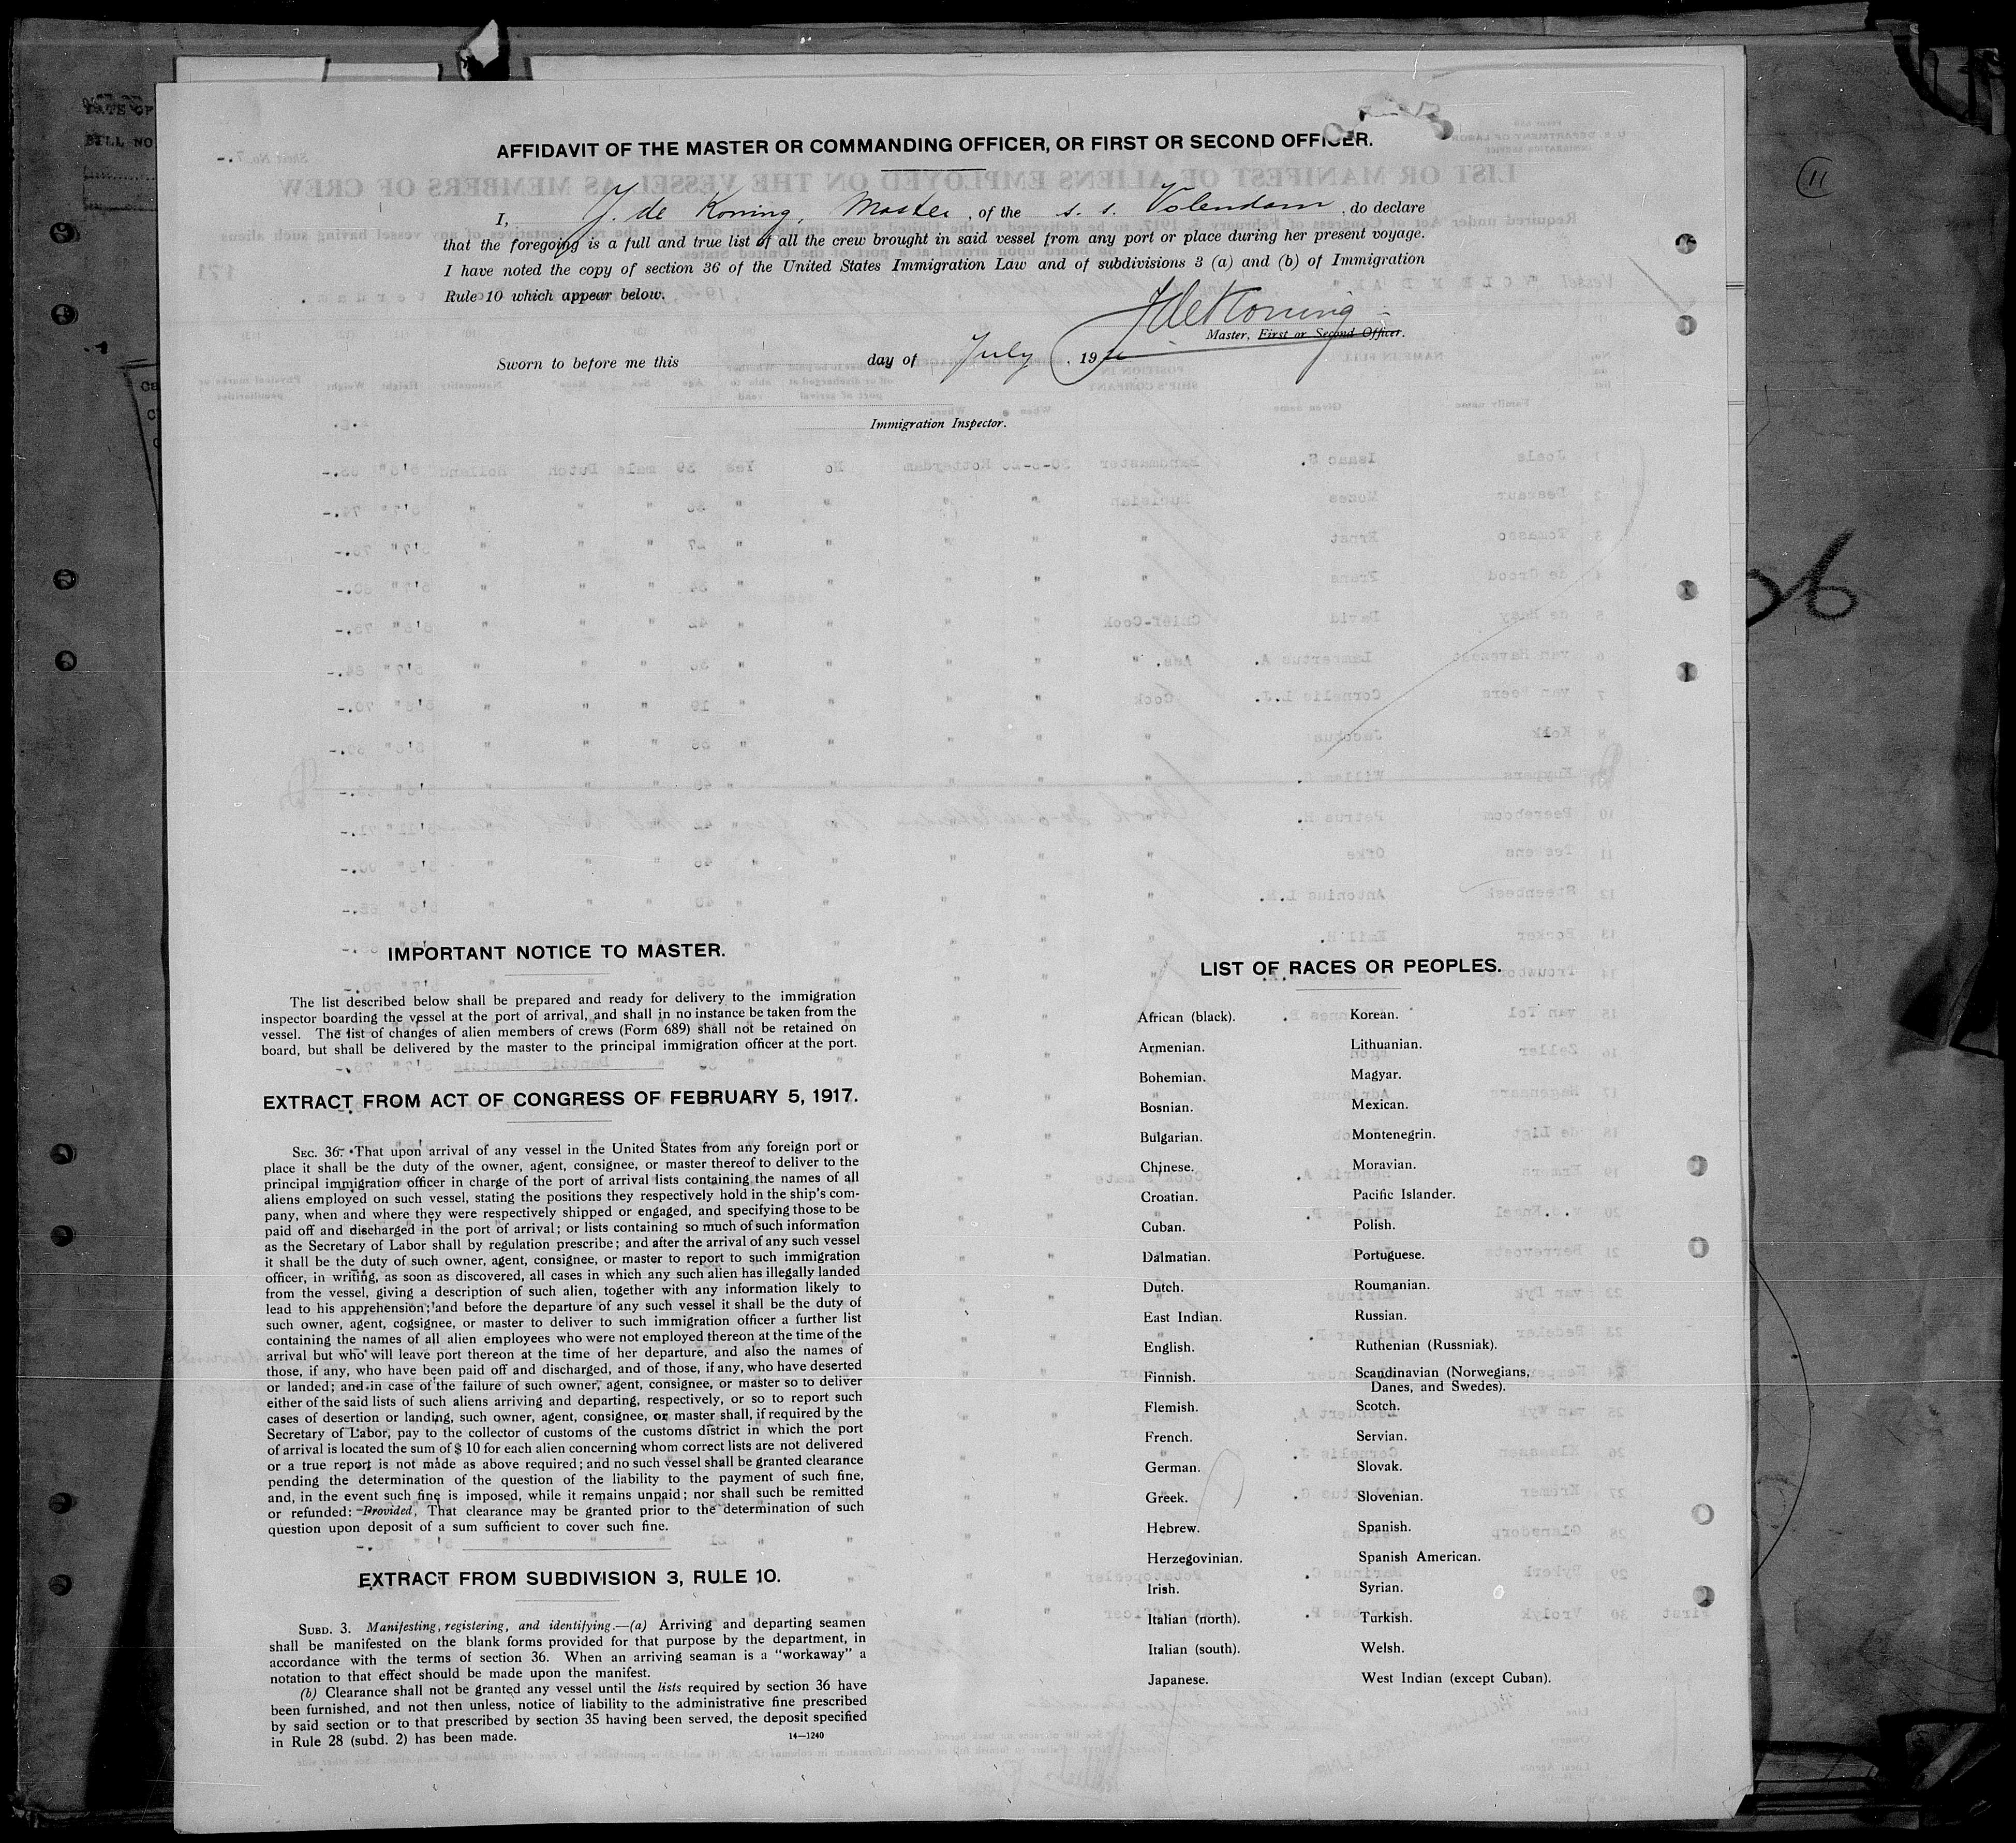 AFFIDAVIT OF THE MASTER OR COMMANDING OFFICER, OR FIRST OR SECOND OFFICER.
I, J. de Koning, Master, of the s. s. Volendam, do declare
that the foregoing is a full and true list of all the crew brought in said vessel from any port or place during her present voyage.
I have noted the copy of section 36 of the United States Immigration Law and of subdivisions 3 (a) and (b) of Immigration
Rule 10 which appear below.
JdeKoning
Master, First or Second Officer.
Sworn to before me this day of July, 19
Immigration Inspector.
IMPORTANT NOTICE TO MASTER.
The list described below shall be prepared and ready for delivery to the immigration
inspector boarding the vessel at the port of arrival, and shall in no instance be taken from the
vessel. The list of changes of alien members of crews (Form 689) shall not be retained on
board, but shall be delivered by the master to the principal immigration officer at the port.
EXTRACT FROM ACT OF CONGRESS OF FEBRUARY 5, 1917.
SEC. 36. That upon arrival of any vessel in the United States from any foreign port or
place it shall be the duty of the owner, agent, consignee, or master thereof to deliver to the
principal immigration officer in charge of the port of arrival lists containing the names of all
aliens employed on such vessel, stating the positions they respectively hold in the ship's com-
pany, when and where they were respectively shipped or engaged, and specifying those to be
paid off and discharged in the port of arrival; or lists containing so much of such information
as the Secretary of Labor shall by regulation prescribe; and after the arrival of any such vessel
it shall be the duty of such owner, agent, consignee, or master to report to such immigration
officer, in writing, as soon as discovered, all cases in which any such alien has illegally landed
from the vessel, giving a description of such alien, together with any information likely to
lead to his apprehension; and before the departure of any such vessel it shall be the duty of
such owner, agent, cogsignee, or master to deliver to such immigration officer a further list
containing the names of all alien employees who were not employed thereon at the time of the
arrival but who will leave port thereon at the time of her departure, and also the names of
those, if any, who have been paid off and discharged, and of those, if any, who have deserted
or landed; and in case of the failure of such owner, agent, consignee, or master so to deliver
either of the said lists of such aliens arriving and departing, respectively, or so to report such
cases of desertion or landing, such owner, agent, consignee, or master shall, if required by the
Secretary of Labor, pay to the collector of customs of the customs district in which the port
of arrival is located the sum of $ 10 for each alien concerning whom correct lists are not delivered
or a true report is not made as above required; and no such vessel shall be granted clearance
pending the determination of the question of the liability to the payment of such fine,
and, in the event such fine is imposed, while it remains unpaid; nor shall such be remitted
or refunded: Provided, That clearance may be granted prior to the determination of such
question upon deposit of a sum sufficient to cover such fine.
EXTRACT FROM SUBDIVISION 3, RULE 10.
SUBD. 3. Manifesting, registering, and identifying.—(a) Arriving and departing seamen
shall be manifested on the blank forms provided for that purpose by the department, in
accordance with the terms of section 36. When an arriving seaman is a "workaway" a
notation to that effect should be made upon the manifest.
(b) Clearance shall not be granted any vessel until the lists required by section 36 have
been furnished, and not then unless, notice of liability to the administrative fine prescribed
by said section or to that prescribed by section 35 having been served, the deposit specified
in Rule 28 (subd. 2) has been made.
14—1240
LIST OF RACES OR PEOPLES.
African (black).
Armenian.
Bohemian.
Bosnian.
Bulgarian.
Chinese.
Croatian.
Cuban.
Dalmatian.
Dutch.
East Indian.
English.
Finnish.
Flemish.
French.
German.
Greek.
Hebrew.
Herzegovinian.
Irish.
Italian (north).
Italian (south).
Japanese.
Korean.
Lithuanian.
Magyar.
Mexican.
Montenegrin.
Moravian.
Pacific Islander.
Polish.
Portuguese.
Roumanian.
Russian.
Ruthenian (Russniak).
Scandinavian (Norwegians,
Danes, and Swedes).
Scotch.
Servian.
Slovak.
Slovenian.
Spanish.
Spanish American.
Syrian.
Turkish.
Welsh.
West Indian (except Cuban).
11
BILL NO